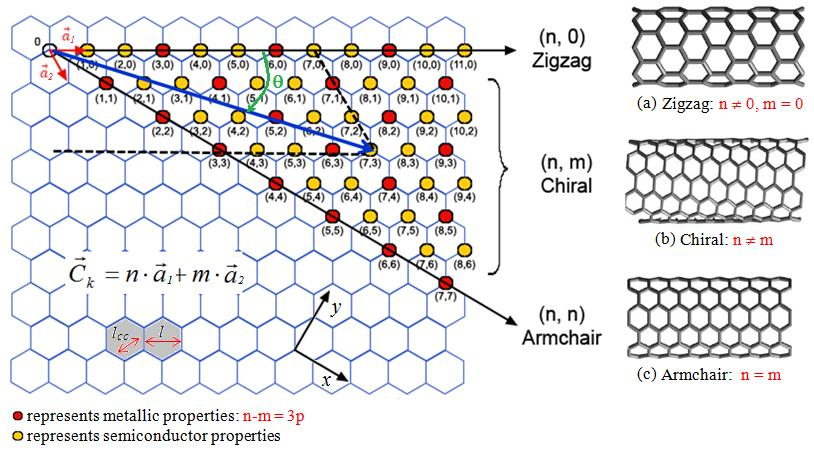 0
a⃗₁
a⃗₂
(1,0) (2,0) (3,0) (4,0) (5,0) (6,0) (7,0) (8,0) (9,0) (10,0) (11,0)
(1,1) (2,1) (3,1) (4,1) (5,1) (6,1) (7,1) (8,1) (9,1) (10,1)
θ
(2,2) (3,2) (4,2) (5,2) (6,2) (7,2) (8,2) (9,2) (10,2)
(3,3) (4,3) (5,3) (6,3) (7,3) (8,3) (9,3)
(4,4) (5,4) (6,4) (7,4) (8,4) (9,4)
(5,5) (6,5) (7,5) (8,5)
(6,6) (7,6) (8,6)
(7,7)
C⃗ₖ = n · a⃗₁ + m · a⃗₂
l_cc
l
y
x
(n, 0)
Zigzag
(n, m)
Chiral
(n, n)
Armchair
(a) Zigzag: n ≠ 0, m = 0
(b) Chiral: n ≠ m
(c) Armchair: n = m
represents metallic properties: n-m = 3p
represents semiconductor properties